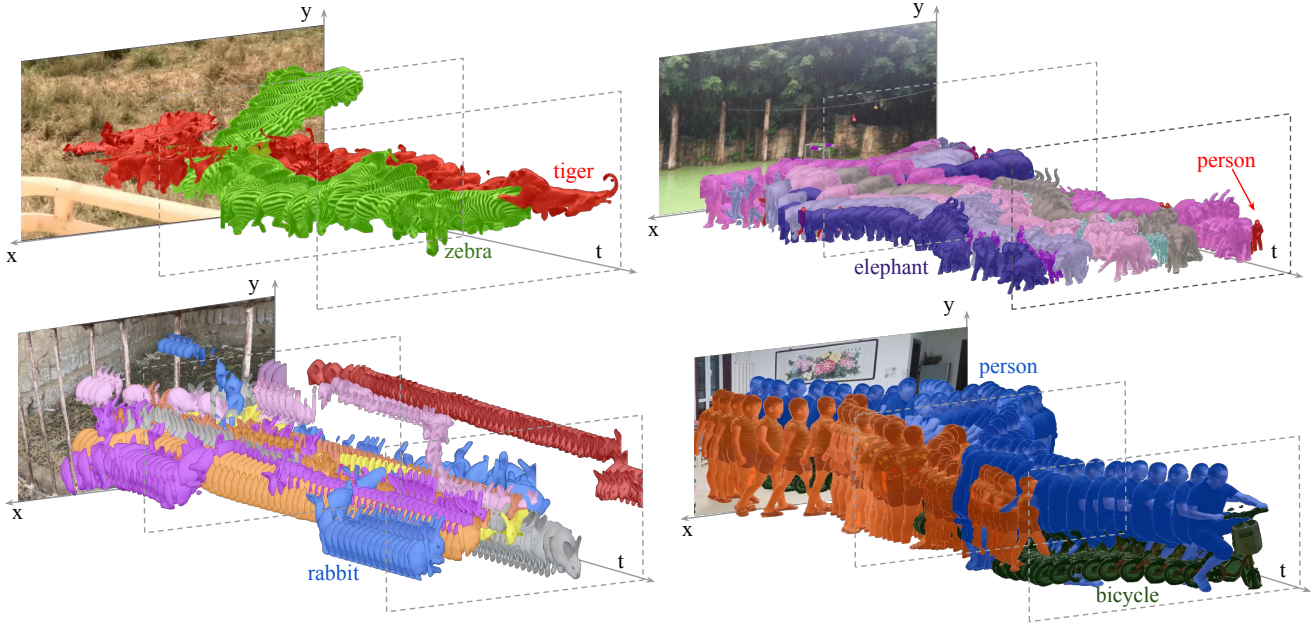 y
tiger
zebra
x
t
y
person
elephant
x
t
y
rabbit
x
t
y
person
bicycle
x
t